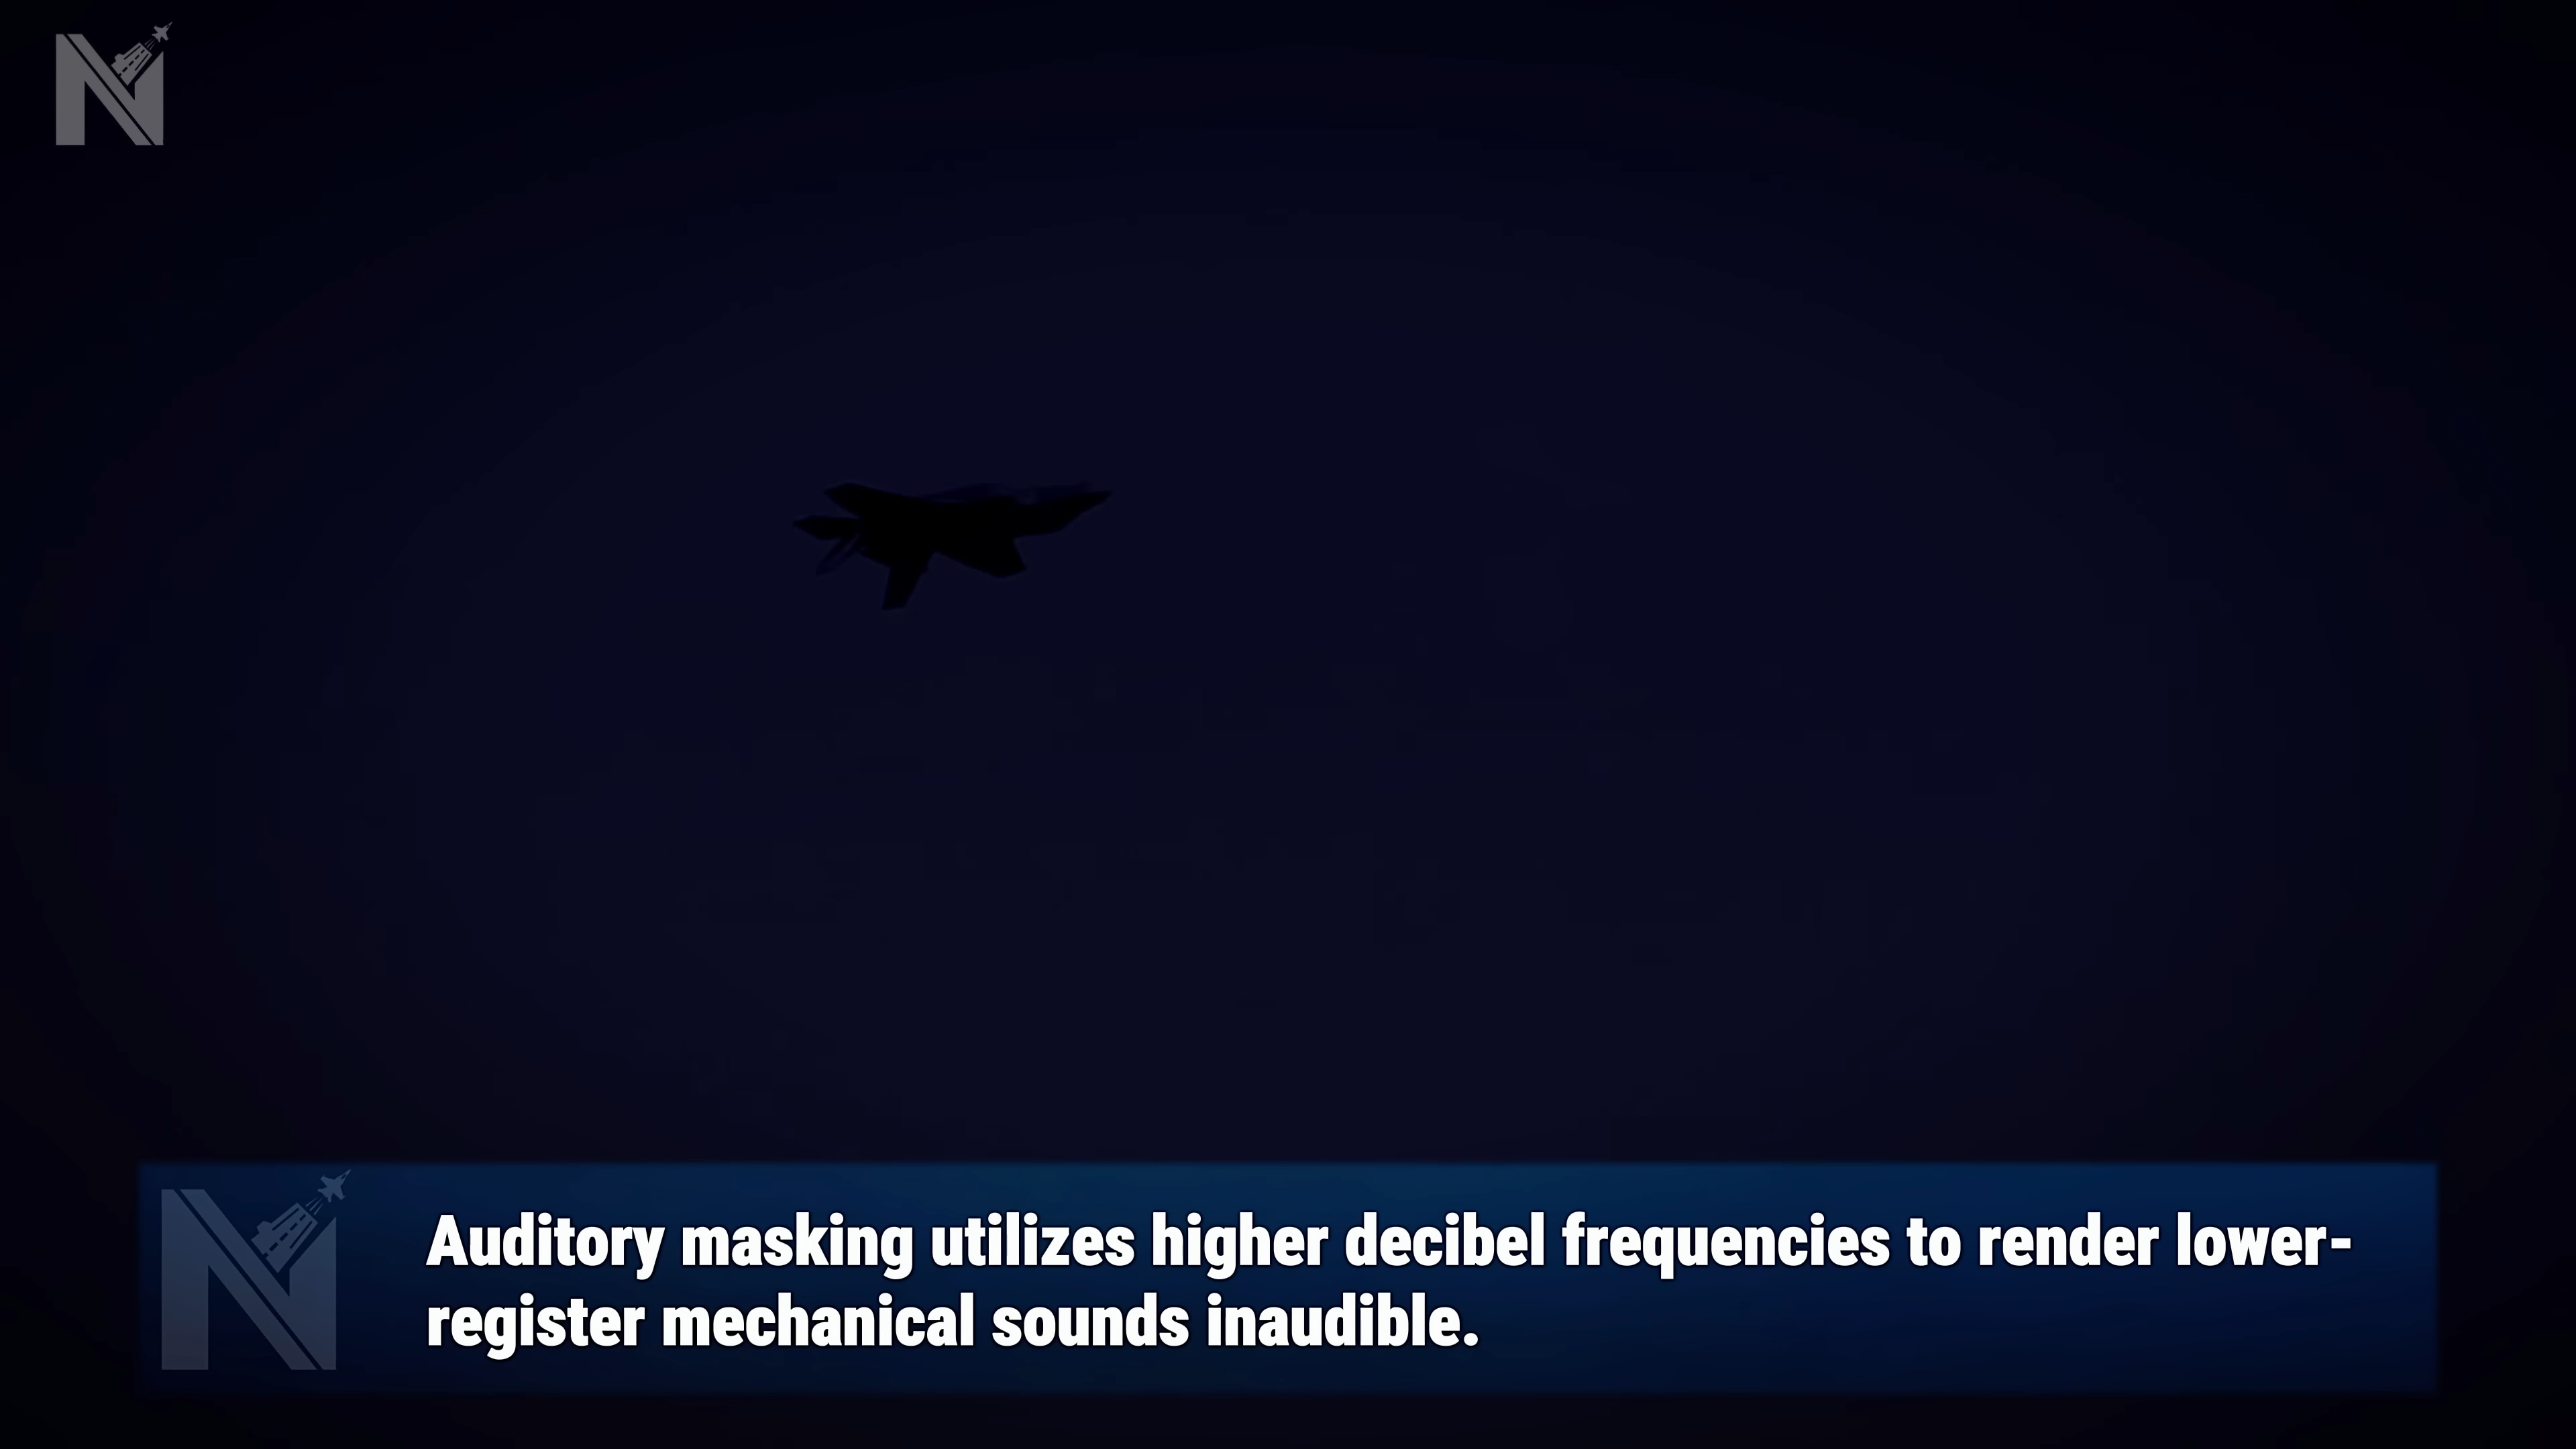 N
N
Auditory masking utilizes higher decibel frequencies to render lower-
register mechanical sounds inaudible.